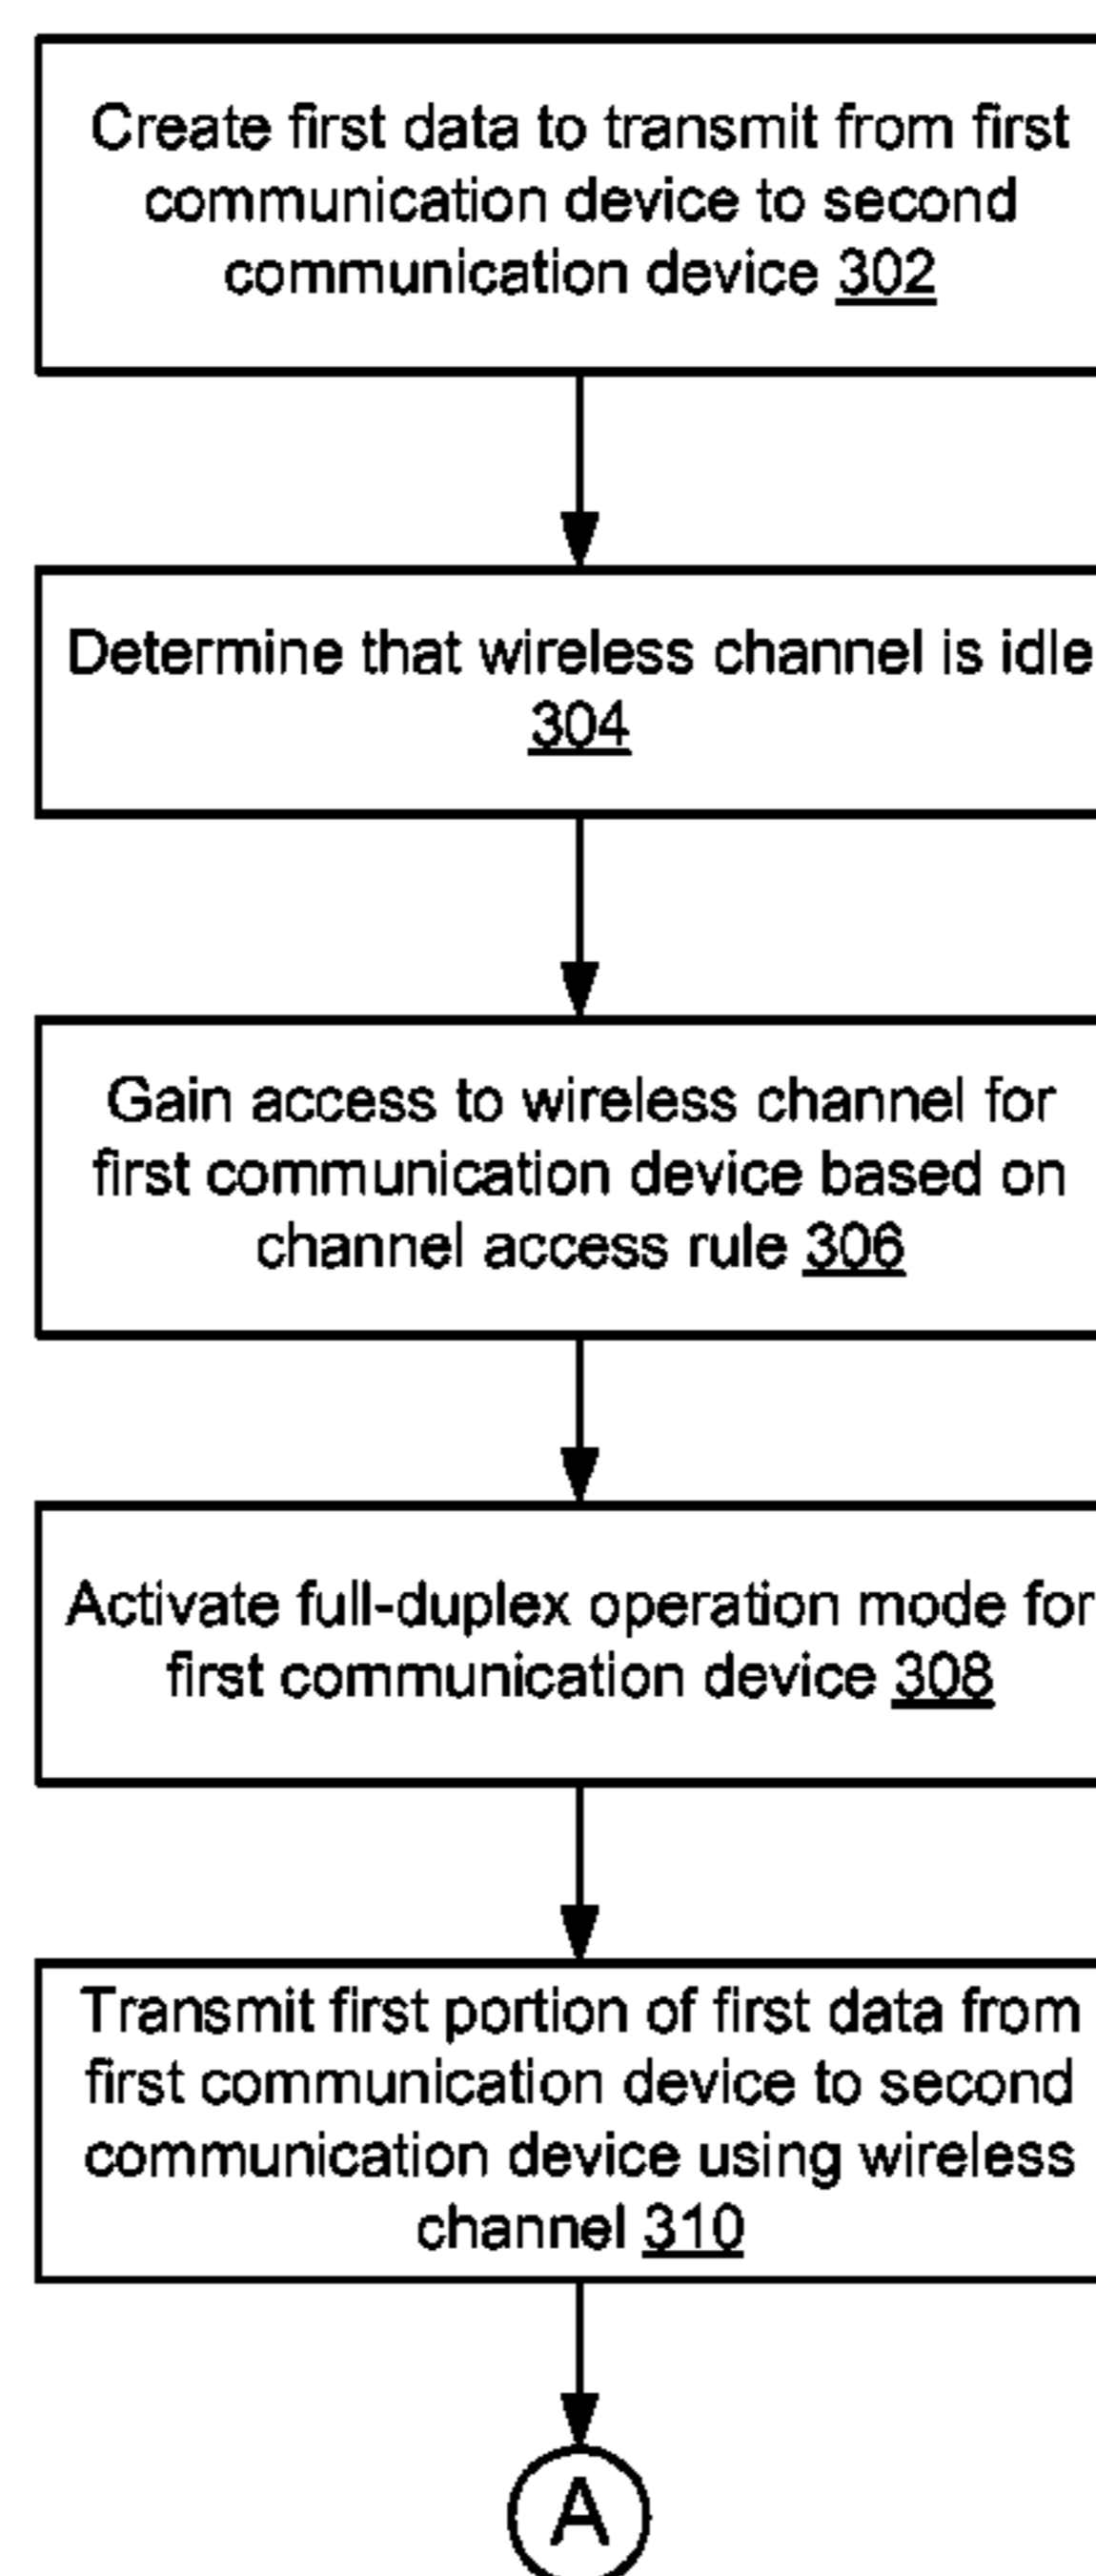 Create first data to transmit from first
communication device to second
communication device 302
Determine that wireless channel is idle
304
Gain access to wireless channel for
first communication device based on
channel access rule 306
Activate full-duplex operation mode for
first communication device 308
Transmit first portion of first data from
first communication device to second
communication device using wireless
channel 310
A